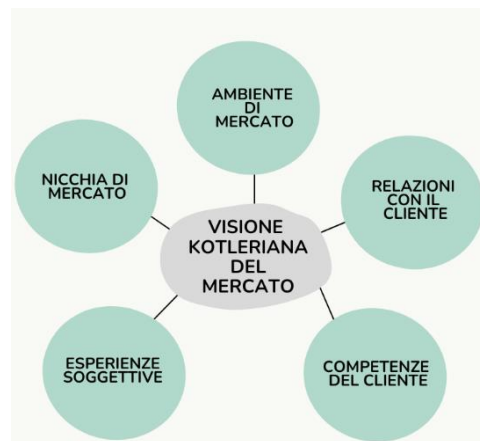 AMBIENTE
DI
MERCATO
NICCHIA DI
MERCATO
RELAZIONI
CON IL
CLIENTE
VISIONE
KOTLERIANA
DEL
MERCATO
ESPERIENZE
SOGGETTIVE
COMPETENZE
DEL CLIENTE